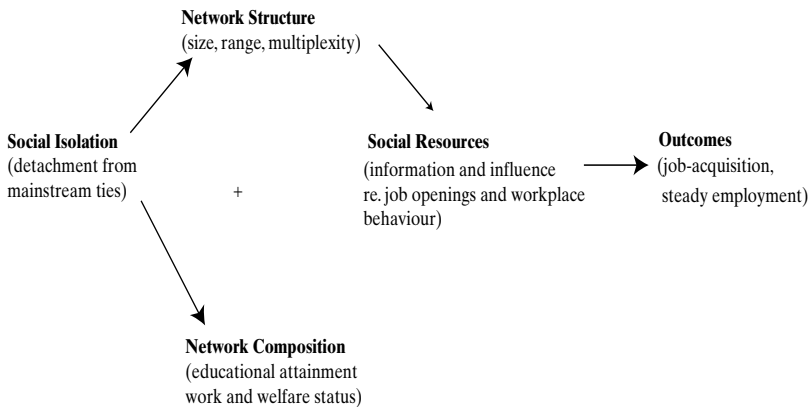 Network Structure
(size, range, multiplexity)
Social Isolation
(detachment from
mainstream ties)
+
Social Resources
(information and influence
re. job openings and workplace
behaviour)
Outcomes
(job-acquisition,
steady employment)
Network Composition
(educational attainment
work and welfare status)